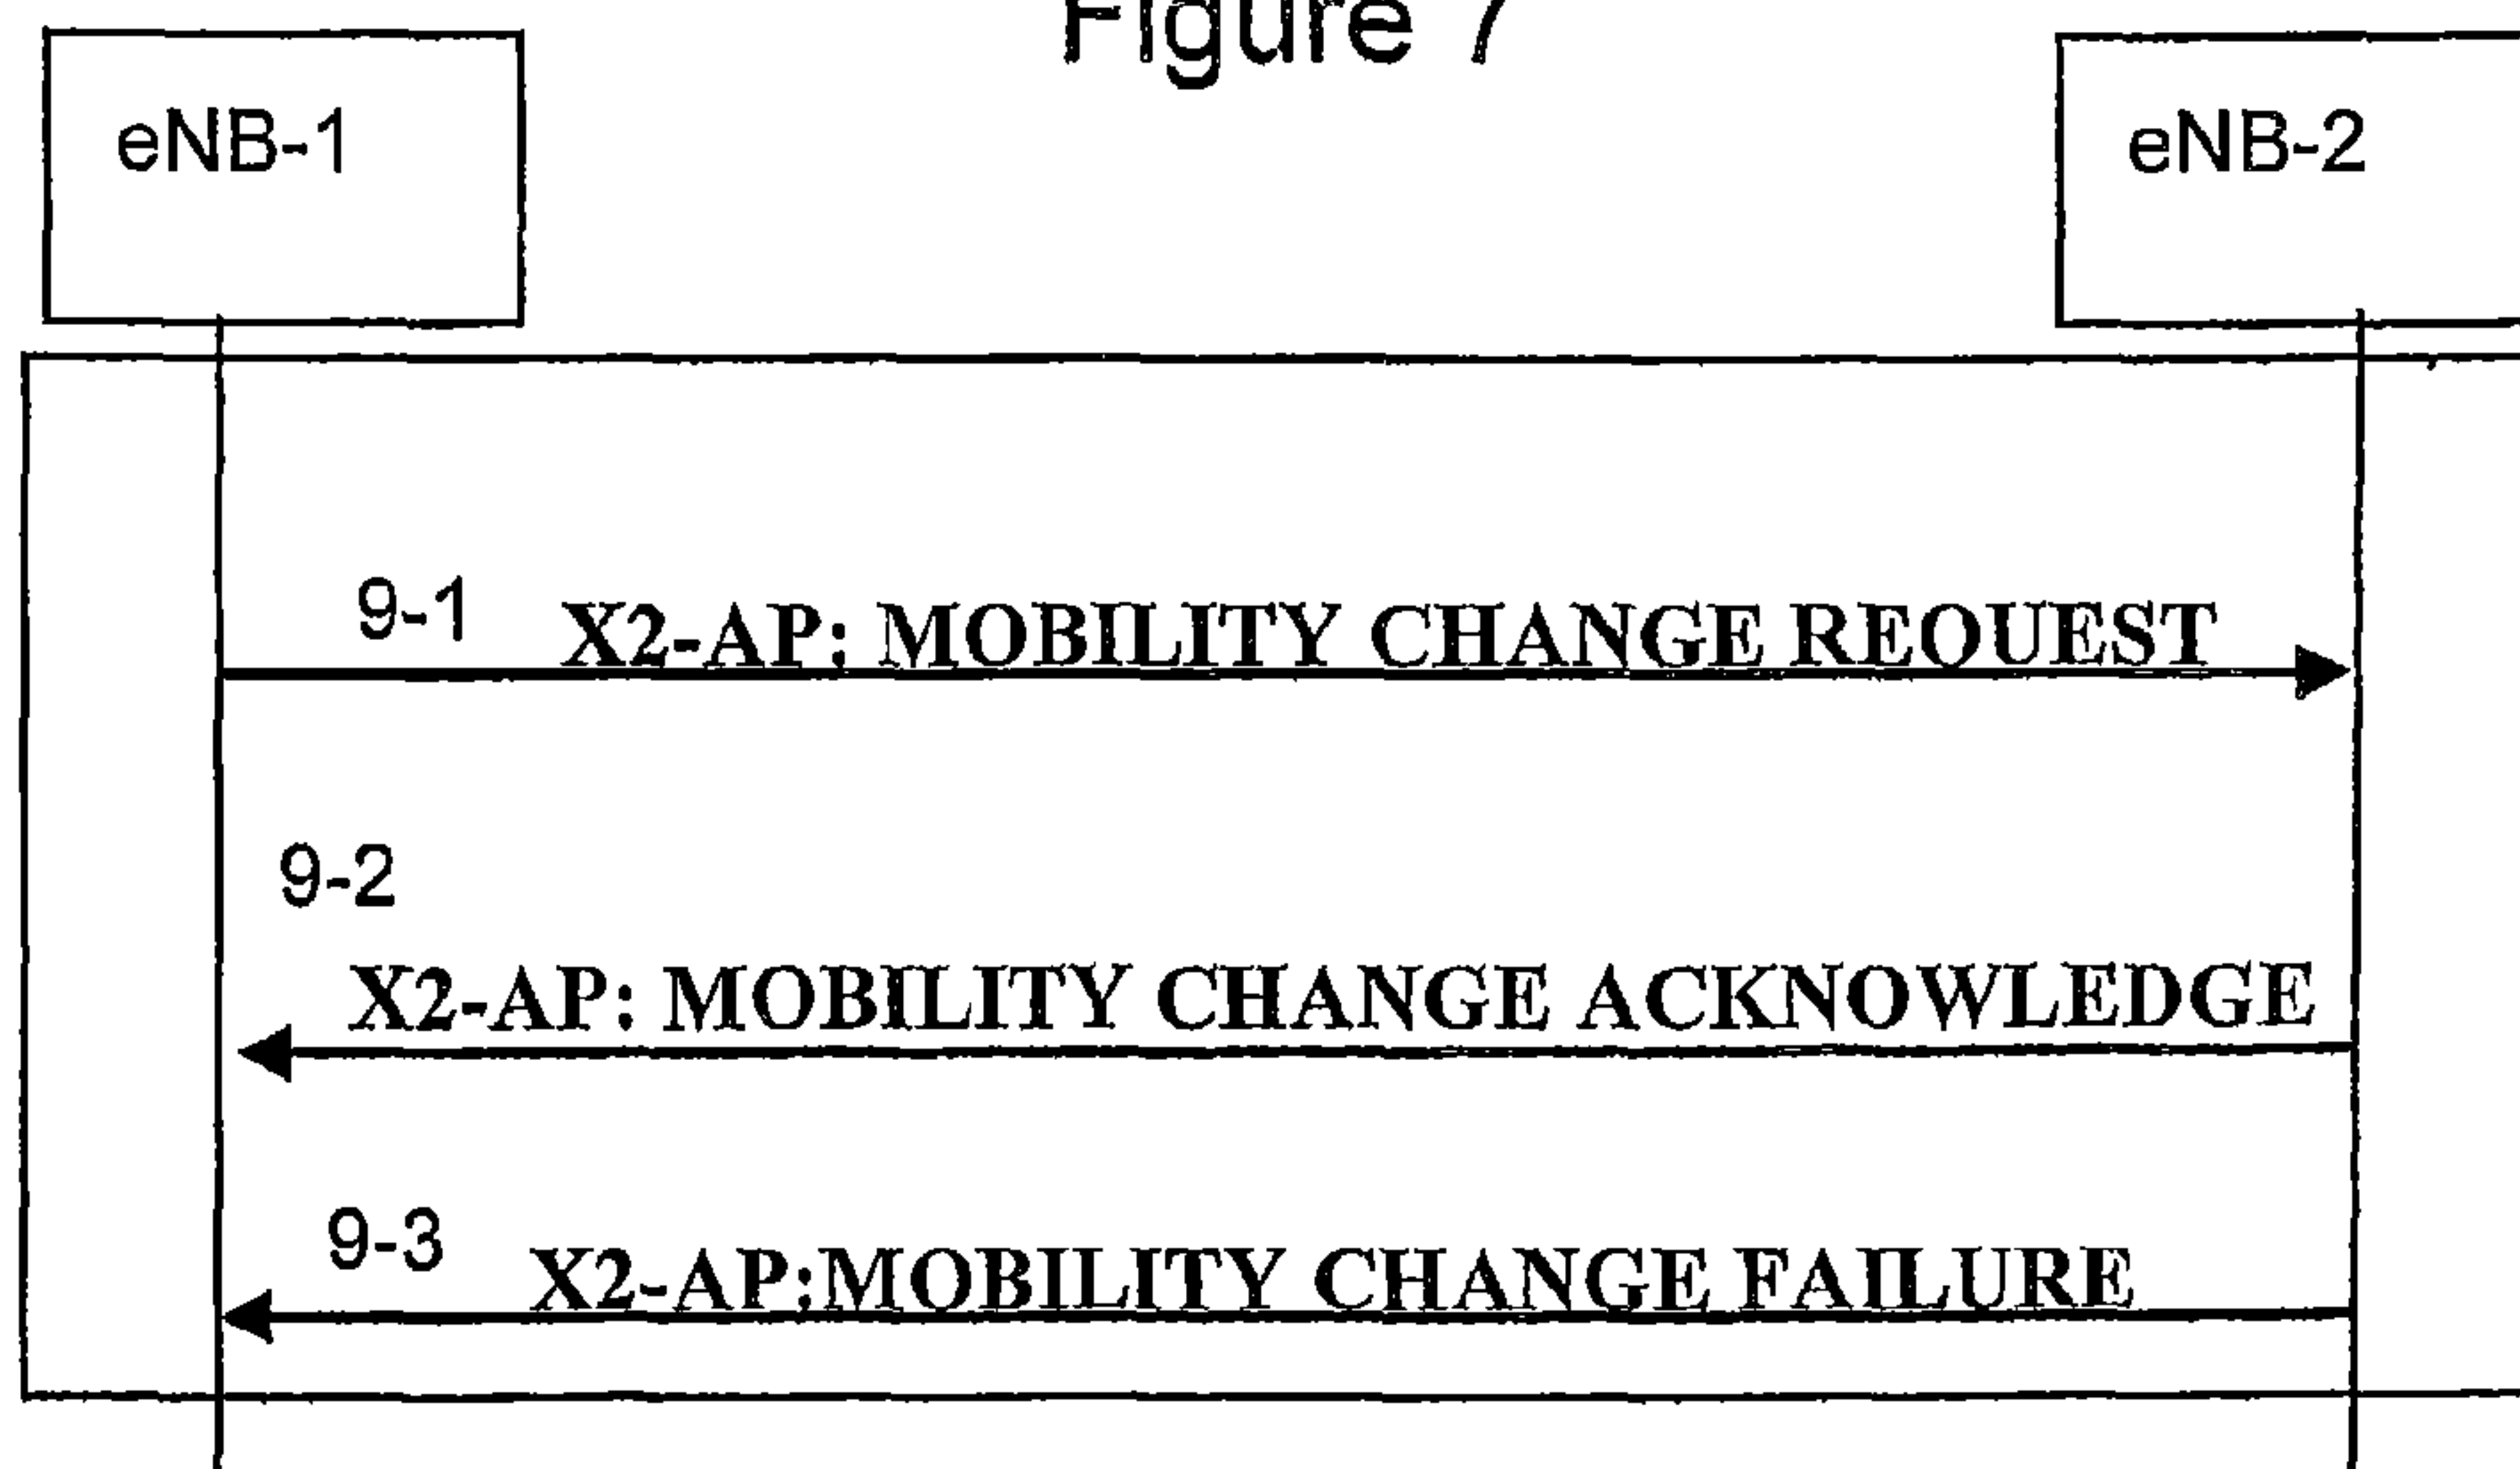 Figure 7
eNB-1
eNB-2
9-1 X2-AP: MOBILITY CHANGE REQUEST
9-2
X2-AP: MOBILITY CHANGE ACKNOWLEDGE
9-3 X2-AP:MOBILITY CHANGE FAILURE